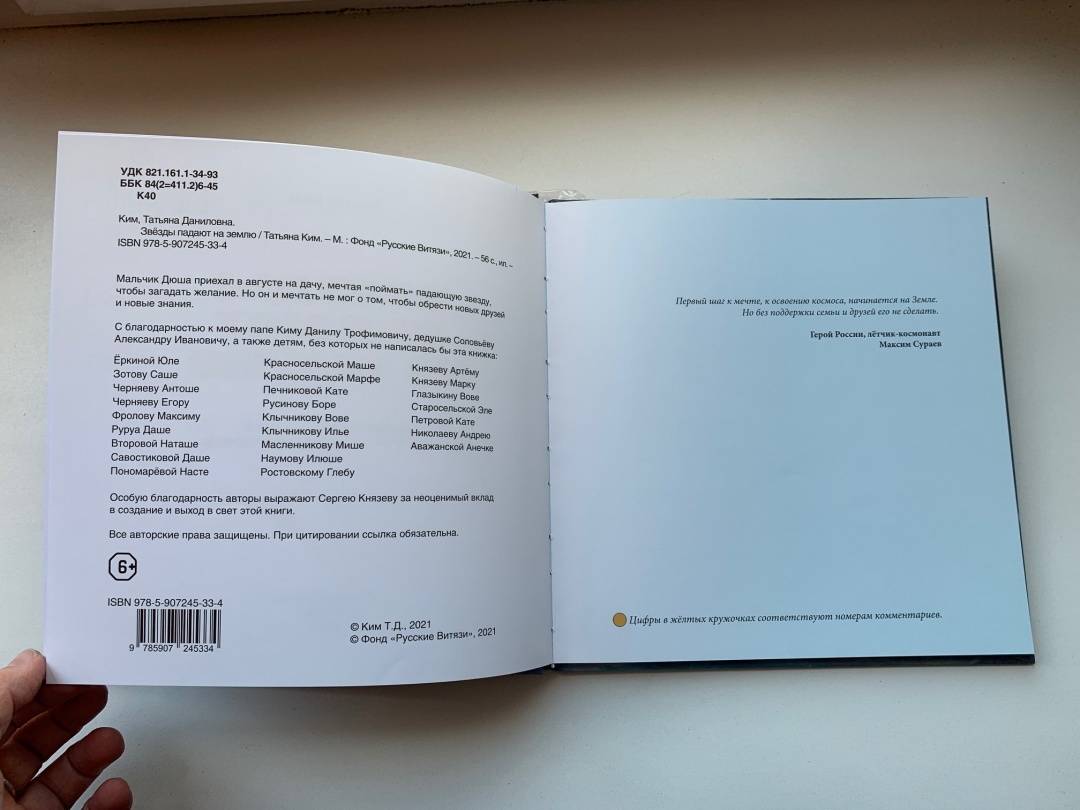 УДК 821.161.1-34-93
ББК 84(2=411.2)6-45
К40
Ким, Татьяна Даниловна.
Звёзды падают на землю / Татьяна Ким. – М. : Фонд «Русские Витязи», 2021. – 56 с., ил. –
ISBN 978-5-907245-33-4
Мальчик Дюша приехал в августе на дачу, мечтая «поймать» падающую звезду,
чтобы загадать желание. Но он и мечтать не мог о том, чтобы обрести новых друзей
и новые знания.
С благодарностью к моему папе Киму Данилу Трофимовичу, дедушке Соловьёву
Александру Ивановичу, а также детям, без которых не написалась бы эта книжка:
Ёркиной Юле
Зотову Саше
Черняеву Антоше
Черняеву Егору
Фролову Максиму
Руруа Даше
Второвой Наташе
Савостиковой Даше
Пономарёвой Насте
Красносельской Маше
Красносельской Марфе
Печниковой Кате
Русинову Боре
Клычникову Вове
Клычникову Илье
Масленникову Мише
Наумову Илюше
Ростовскому Глебу
Князеву Артёму
Князеву Марку
Глазыкину Вове
Старосельской Эле
Петровой Кате
Николаеву Андрею
Аважанской Анечке
Особую благодарность авторы выражают Сергею Князеву за неоценимый вклад
в создание и выход в свет этой книги.
Все авторские права защищены. При цитировании ссылка обязательна.
6+
ISBN 978-5-907245-33-4
9 785907 245334
© Ким Т.Д., 2021
© Фонд «Русские Витязи», 2021
Первый шаг к мечте, к освоению космоса, начинается на Земле.
Но без поддержки семьи и друзей его не сделать.
Герой России, лётчик-космонавт
Максим Сураев
Цифры в жёлтых кружочках соответствуют номерам комментариев.